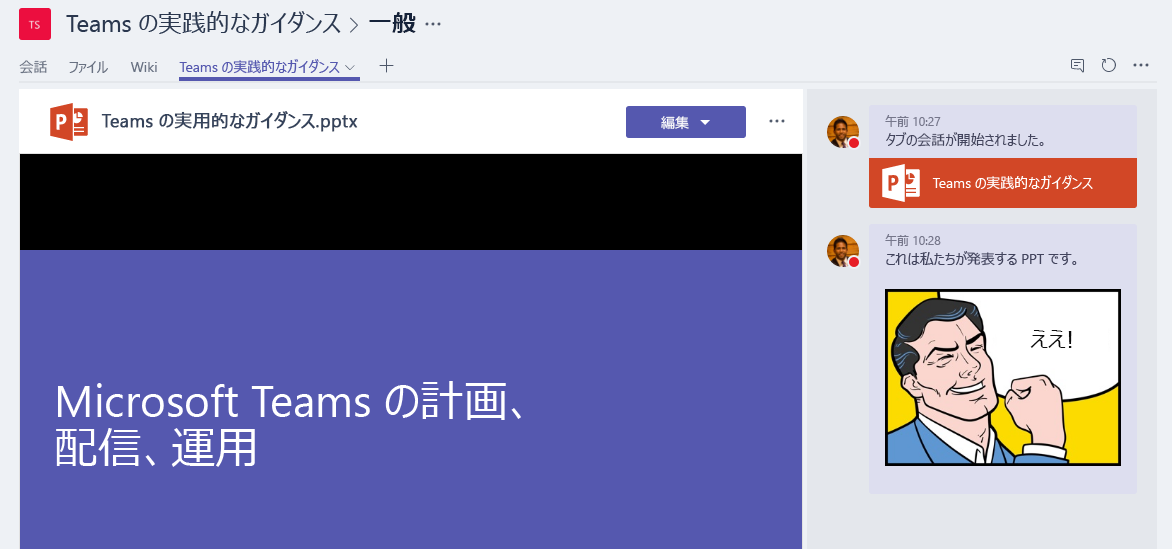 TS Teams の実践的なガイダンス > 一般 ···
会話 ファイル Wiki Teams の実践的なガイダンス
Teams の実用的なガイダンス.pptx
編集
Microsoft Teams の計画、
配信、運用
午前 10:27
タブの会話が開始されました。
Teams の実践的なガイダンス
午前 10:28
これは私たちが発表する PPT です。
ええ!